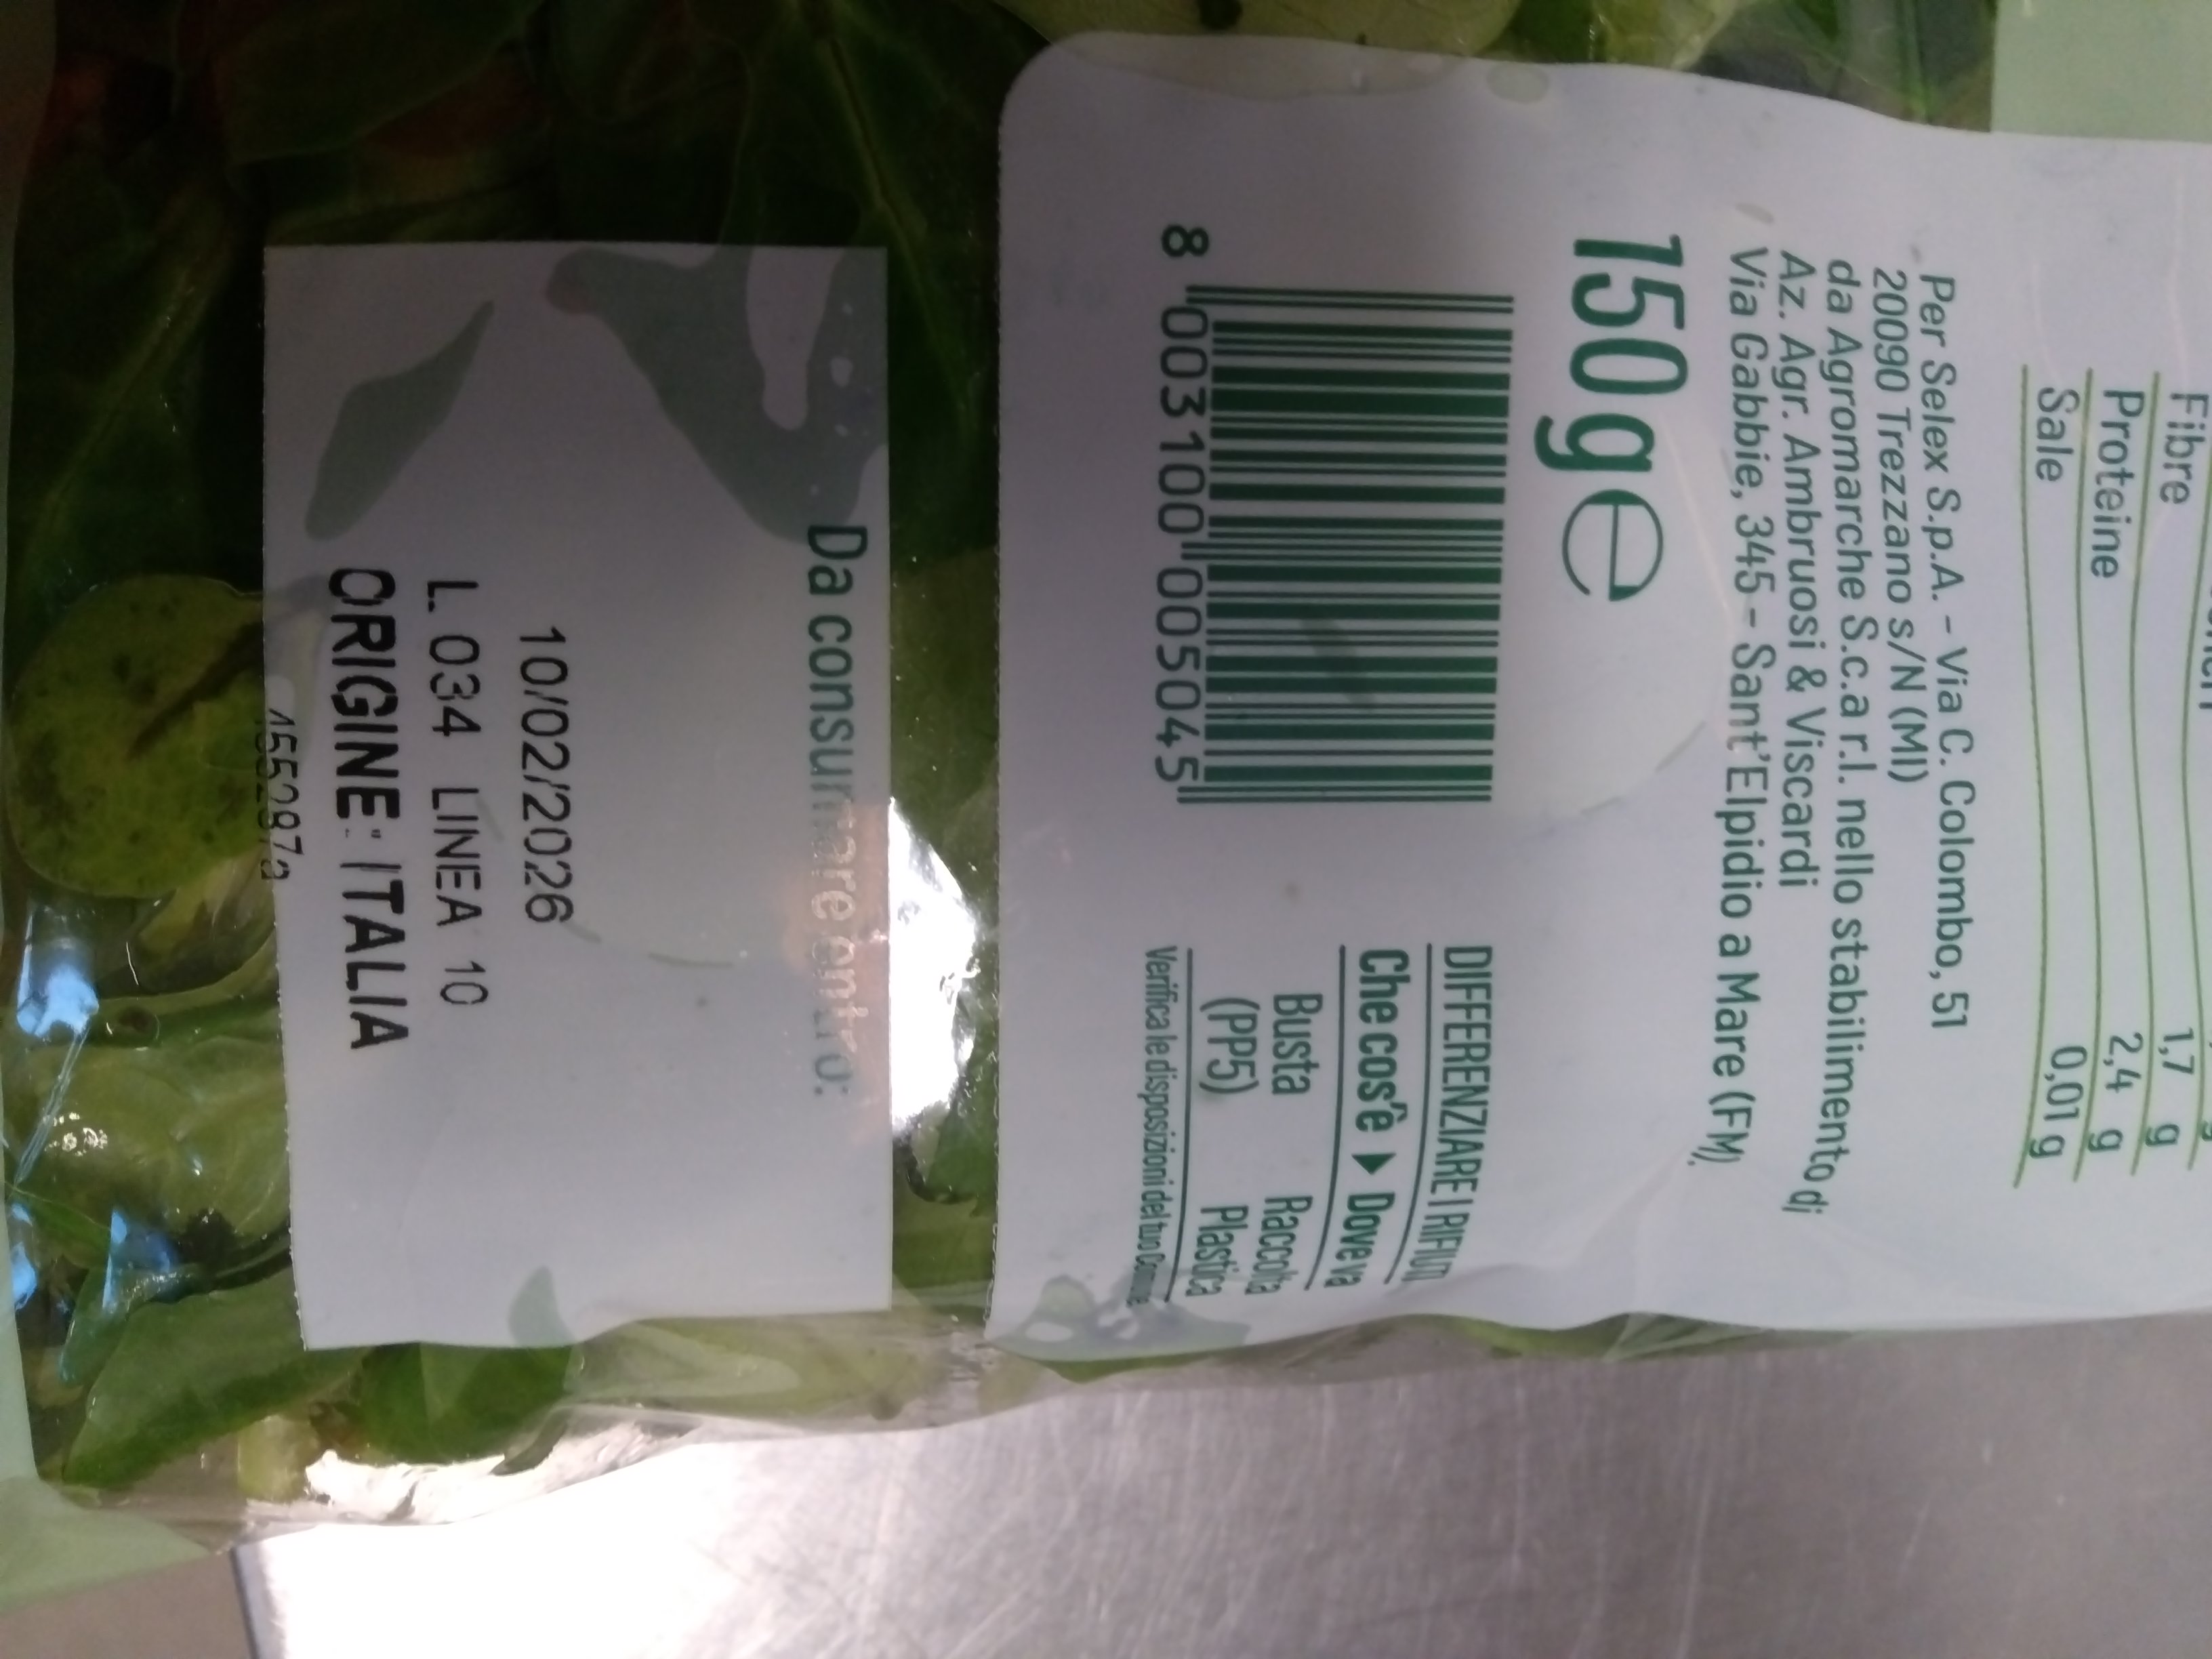 Fibre 1,7 g
Proteine 2,4 g
Sale 0,01 g
Per Selex S.p.A. - Via C. Colombo, 51
20090 Trezzano s/N (MI)
da Agromarche S.c.a r.l. nello stabilimento di
Az. Agr. Ambruosi & Viscardi
Via Gabbie, 345 - Sant'Elpidio a Mare (FM).
150 g e
8 003100 005045
DIFFERENZIARE I RIFIUTI
Che cos'è ▶ Dove va
Busta Raccolta
(PP5) Plastica
Verifica le disposizioni del tuo Comune
Da consumare entro:
10/02/2026
L. 034 LINEA 10
ORIGINE: ITALIA